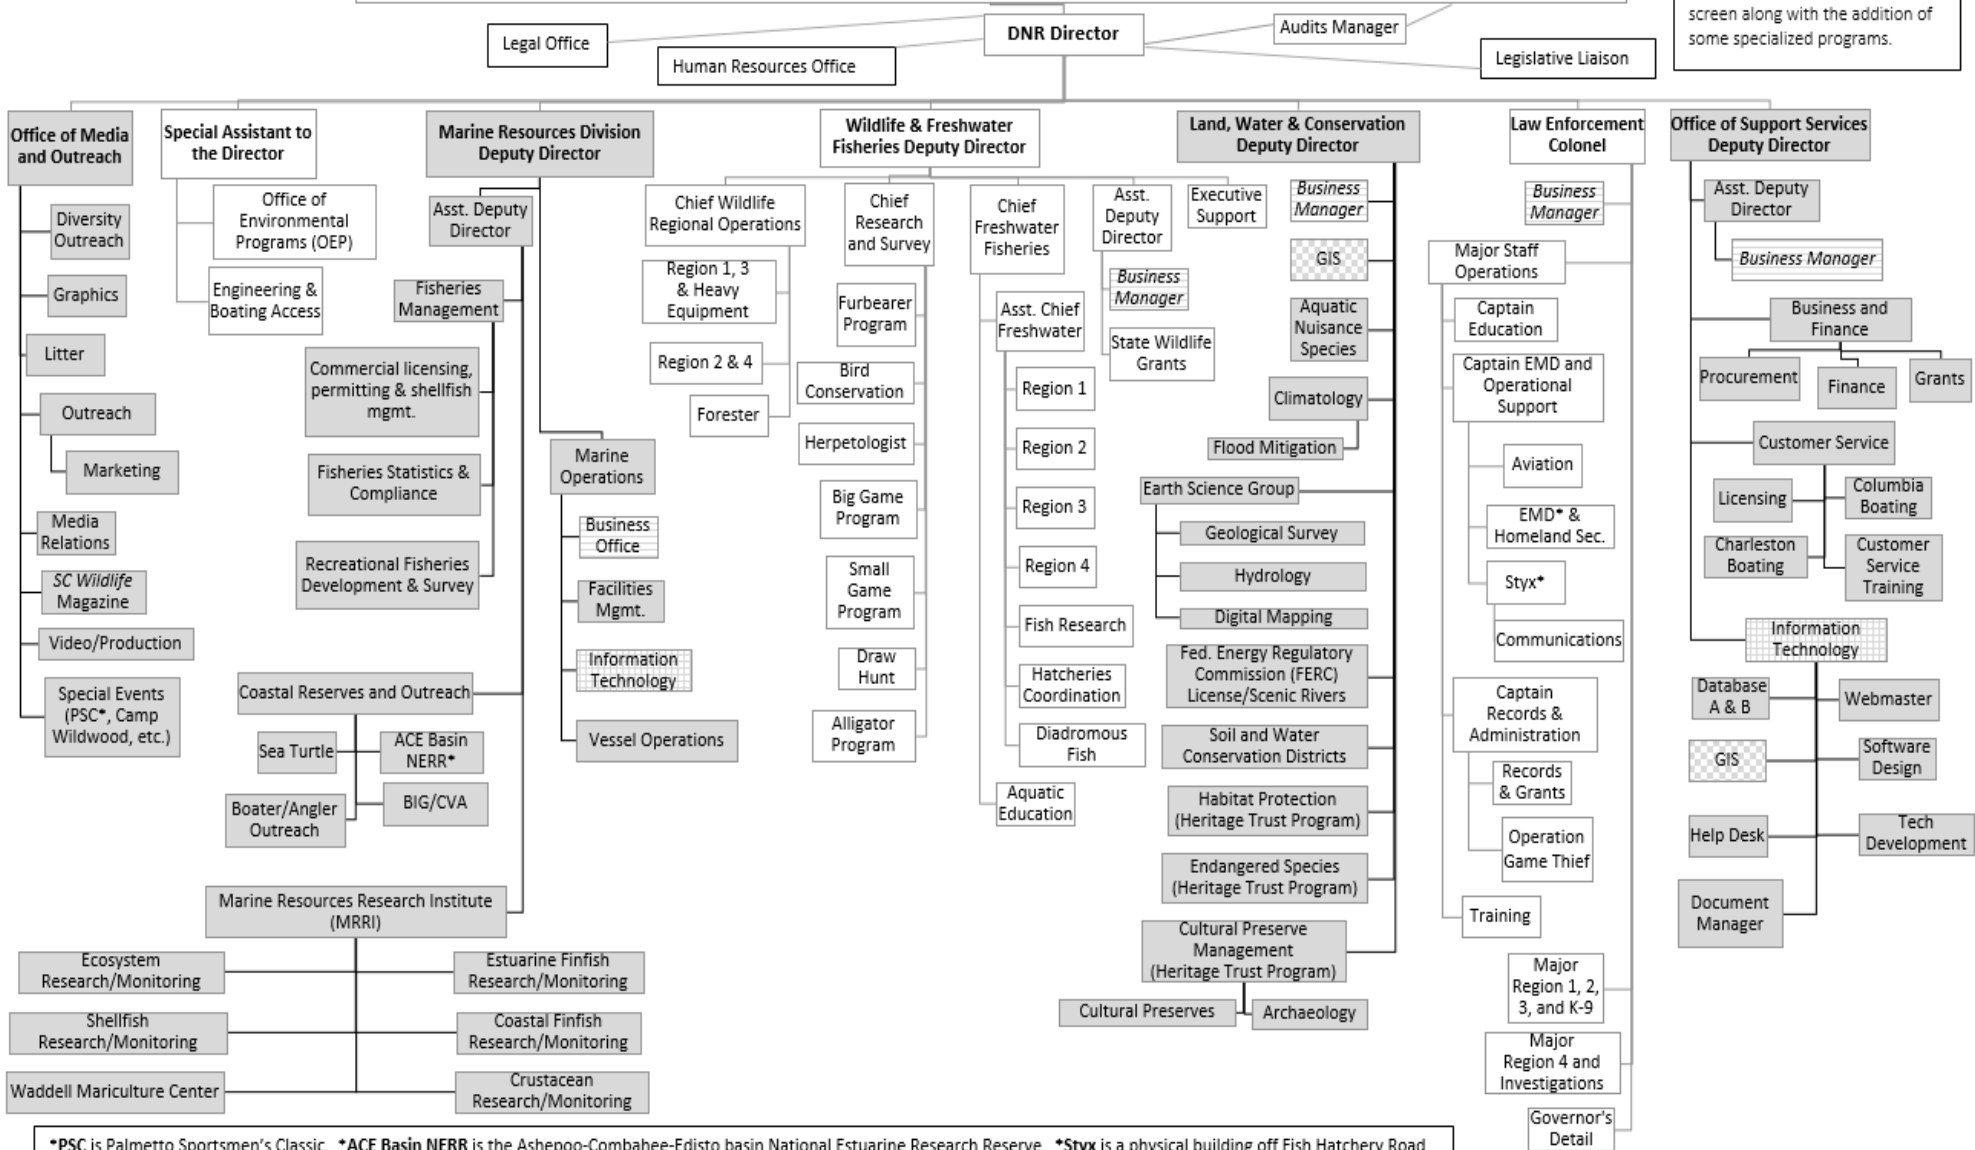 screen along with the addition of
some specialized programs.
DNR Director
Legal Office
Human Resources Office
Audits Manager
Legislative Liaison
Office of Media
and Outreach
Diversity
Outreach
Graphics
Litter
Outreach
Marketing
Media
Relations
SC Wildlife
Magazine
Video/Production
Special Events
(PSC*, Camp
Wildwood, etc.)
Special Assistant to
the Director
Office of
Environmental
Programs (OEP)
Engineering &
Boating Access
Marine Resources Division
Deputy Director
Asst. Deputy
Director
Fisheries
Management
Commercial licensing,
permitting & shellfish
mgmt.
Fisheries Statistics &
Compliance
Recreational Fisheries
Development & Survey
Coastal Reserves and Outreach
Sea Turtle
ACE Basin
NERR*
Boater/Angler
Outreach
BIG/CVA
Marine Resources Research Institute
(MRRI)
Ecosystem
Research/Monitoring
Estuarine Finfish
Research/Monitoring
Shellfish
Research/Monitoring
Coastal Finfish
Research/Monitoring
Waddell Mariculture Center
Crustacean
Research/Monitoring
Marine
Operations
Business
Office
Facilities
Mgmt.
Information
Technology
Vessel Operations
Wildlife & Freshwater
Fisheries Deputy Director
Chief Wildlife
Regional Operations
Region 1, 3
& Heavy
Equipment
Region 2 & 4
Forester
Chief
Research
and Survey
Furbearer
Program
Bird
Conservation
Herpetologist
Big Game
Program
Small
Game
Program
Draw
Hunt
Alligator
Program
Chief
Freshwater
Fisheries
Asst. Chief
Freshwater
Region 1
Region 2
Region 3
Region 4
Fish Research
Hatcheries
Coordination
Diadromous
Fish
Aquatic
Education
Asst.
Deputy
Director
Business
Manager
State Wildlife
Grants
Executive
Support
Land, Water & Conservation
Deputy Director
Business
Manager
GIS
Aquatic
Nuisance
Species
Climatology
Flood Mitigation
Earth Science Group
Geological Survey
Hydrology
Digital Mapping
Fed. Energy Regulatory
Commission (FERC)
License/Scenic Rivers
Soil and Water
Conservation Districts
Habitat Protection
(Heritage Trust Program)
Endangered Species
(Heritage Trust Program)
Cultural Preserve
Management
(Heritage Trust Program)
Cultural Preserves
Archaeology
Law Enforcement
Colonel
Business
Manager
Major Staff
Operations
Captain
Education
Captain EMD and
Operational
Support
Aviation
EMD* &
Homeland Sec.
Styx*
Communications
Captain
Records &
Administration
Records
& Grants
Operation
Game Thief
Training
Major
Region 1, 2,
3, and K-9
Major
Region 4 and
Investigations
Governor's
Detail
Office of Support Services
Deputy Director
Asst. Deputy
Director
Business Manager
Business and
Finance
Procurement
Finance
Grants
Customer Service
Licensing
Columbia
Boating
Charleston
Boating
Customer
Service
Training
Information
Technology
Database
A & B
Webmaster
GIS
Software
Design
Help Desk
Tech
Development
Document
Manager
*PSC is Palmetto Sportsmen's Classic. *ACE Basin NERR is the Ashepoo-Combahee-Edisto basin National Estuarine Research Reserve. *Styx is a physical building off Fish Hatchery Road